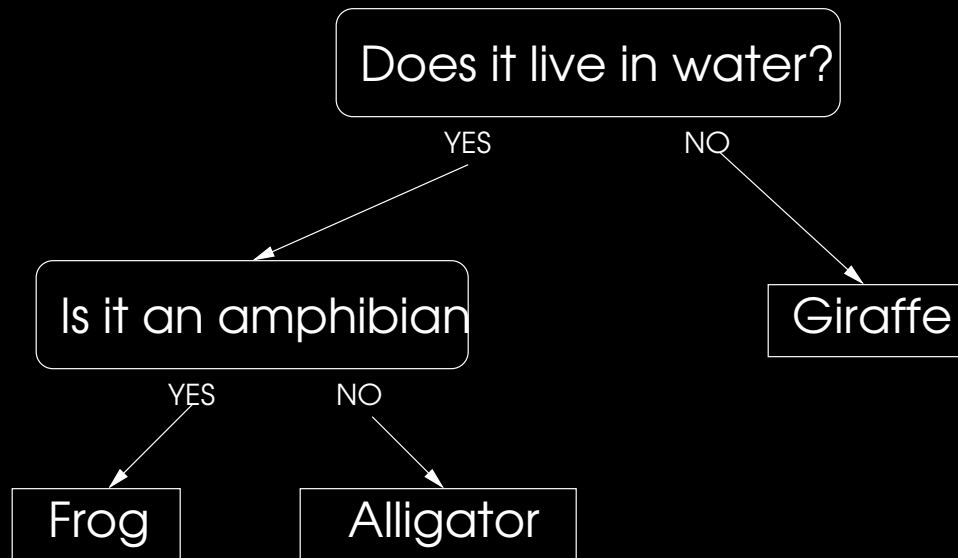 Does it live in water?
YES
NO
Is it an amphibian
Giraffe
YES
NO
Frog
Alligator